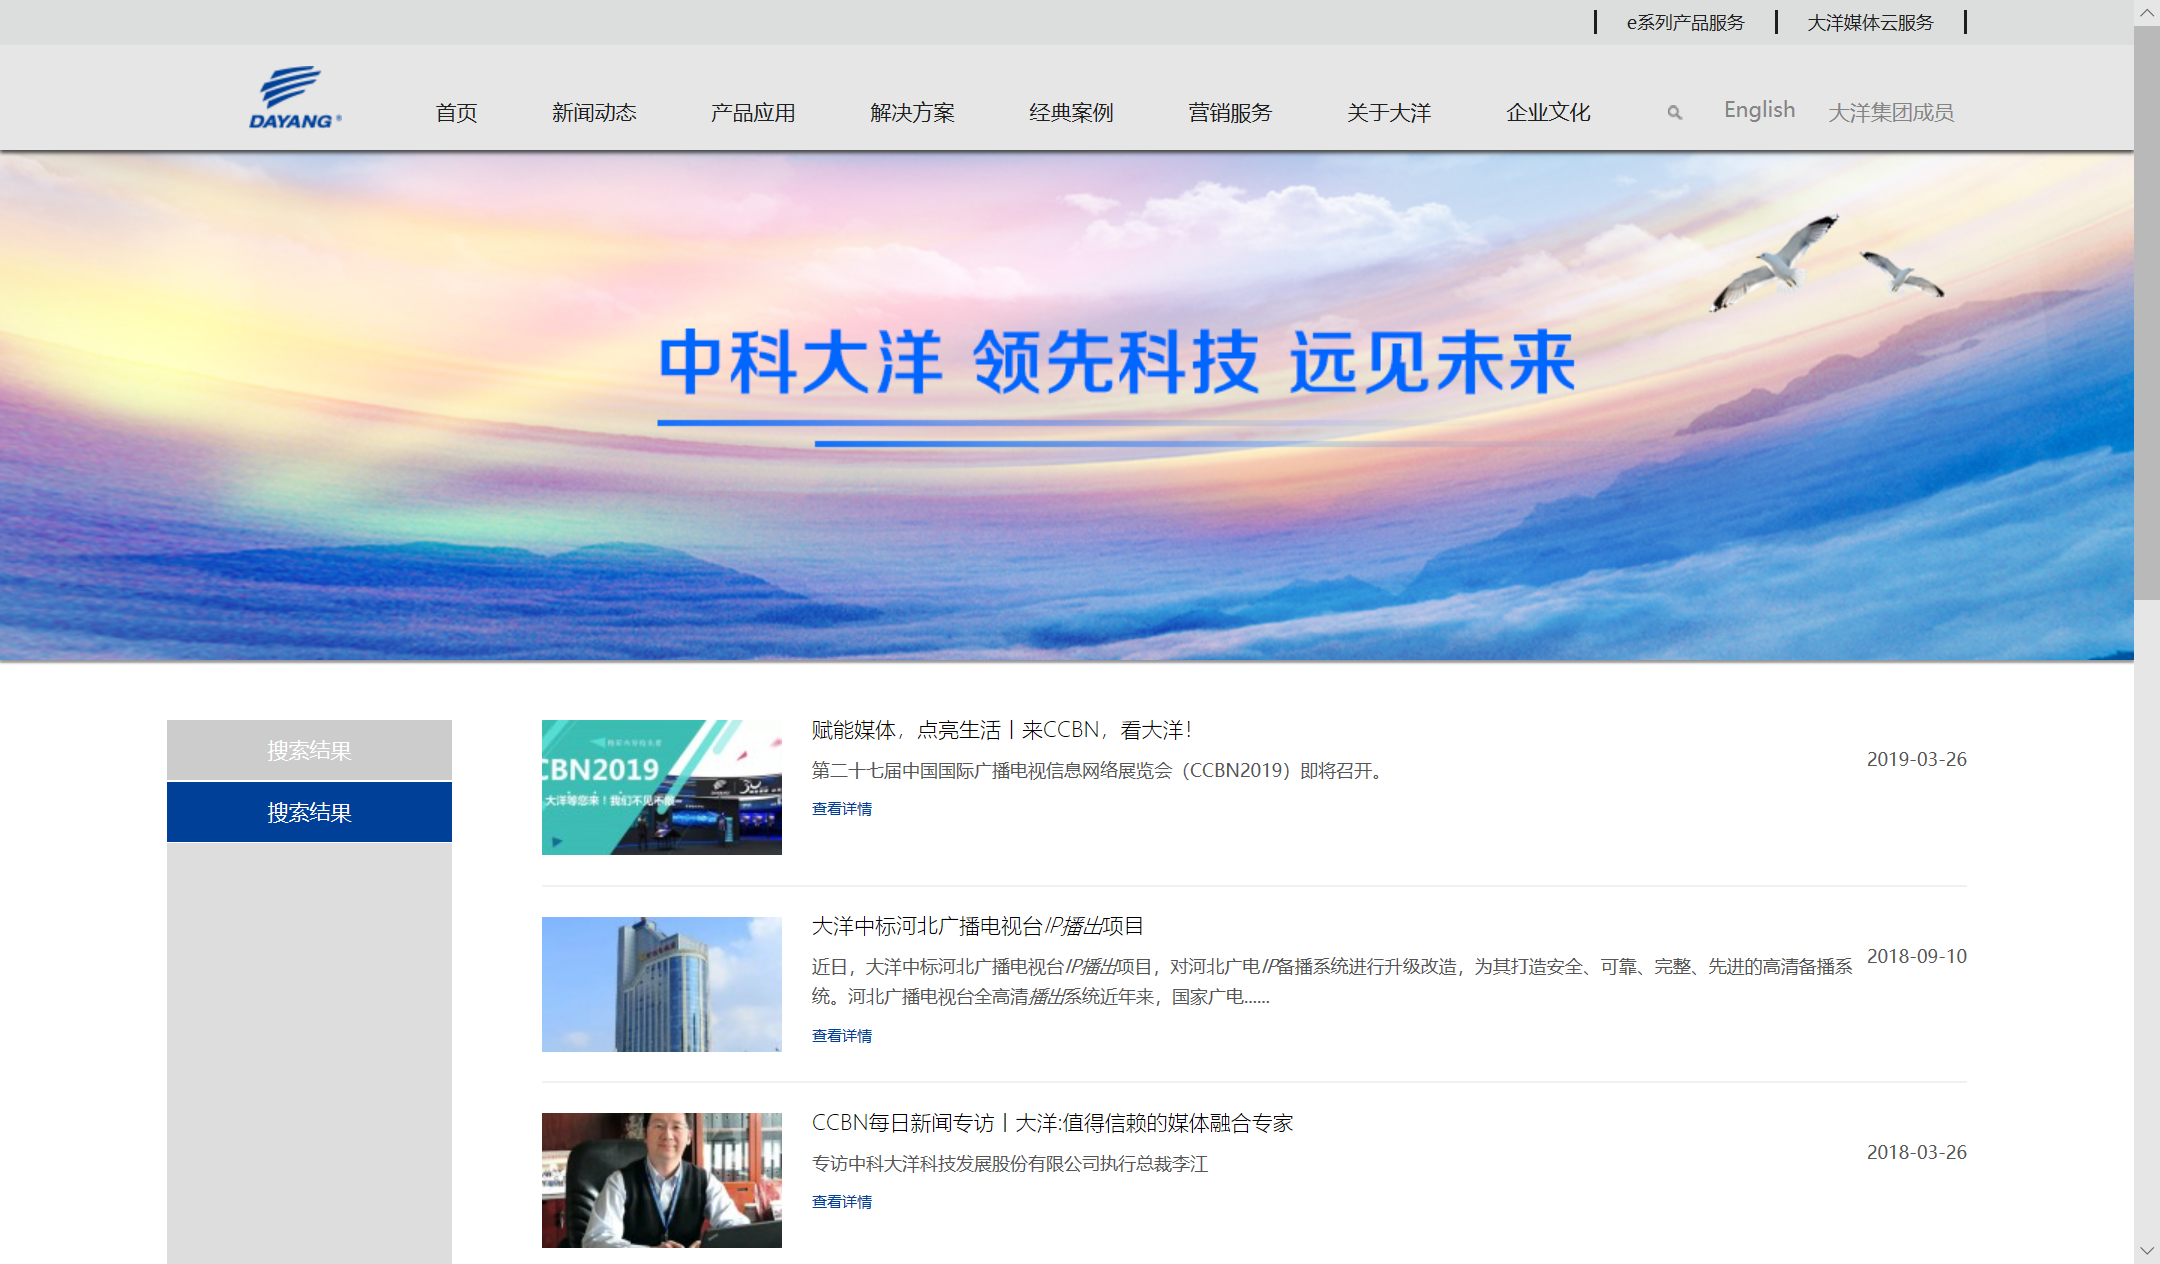 e系列产品服务
大洋媒体云服务
DAYANG®
首页
新闻动态
产品应用
解决方案
经典案例
营销服务
关于大洋
企业文化
English
大洋集团成员
中科大洋 领先科技 远见未来
搜索结果
搜索结果
CBN2019
大洋等您来！我们不见不散~
赋能媒体，点亮生活丨来CCBN，看大洋！
第二十七届中国国际广播电视信息网络展览会（CCBN2019）即将召开。
查看详情
2019-03-26
大洋中标河北广播电视台IP播出项目
近日，大洋中标河北广播电视台IP播出项目，对河北广电IP备播系统进行升级改造，为其打造安全、可靠、完整、先进的高清备播系
统。河北广播电视台全高清播出系统近年来，国家广电......
查看详情
2018-09-10
CCBN每日新闻专访丨大洋:值得信赖的媒体融合专家
专访中科大洋科技发展股份有限公司执行总裁李江
查看详情
2018-03-26